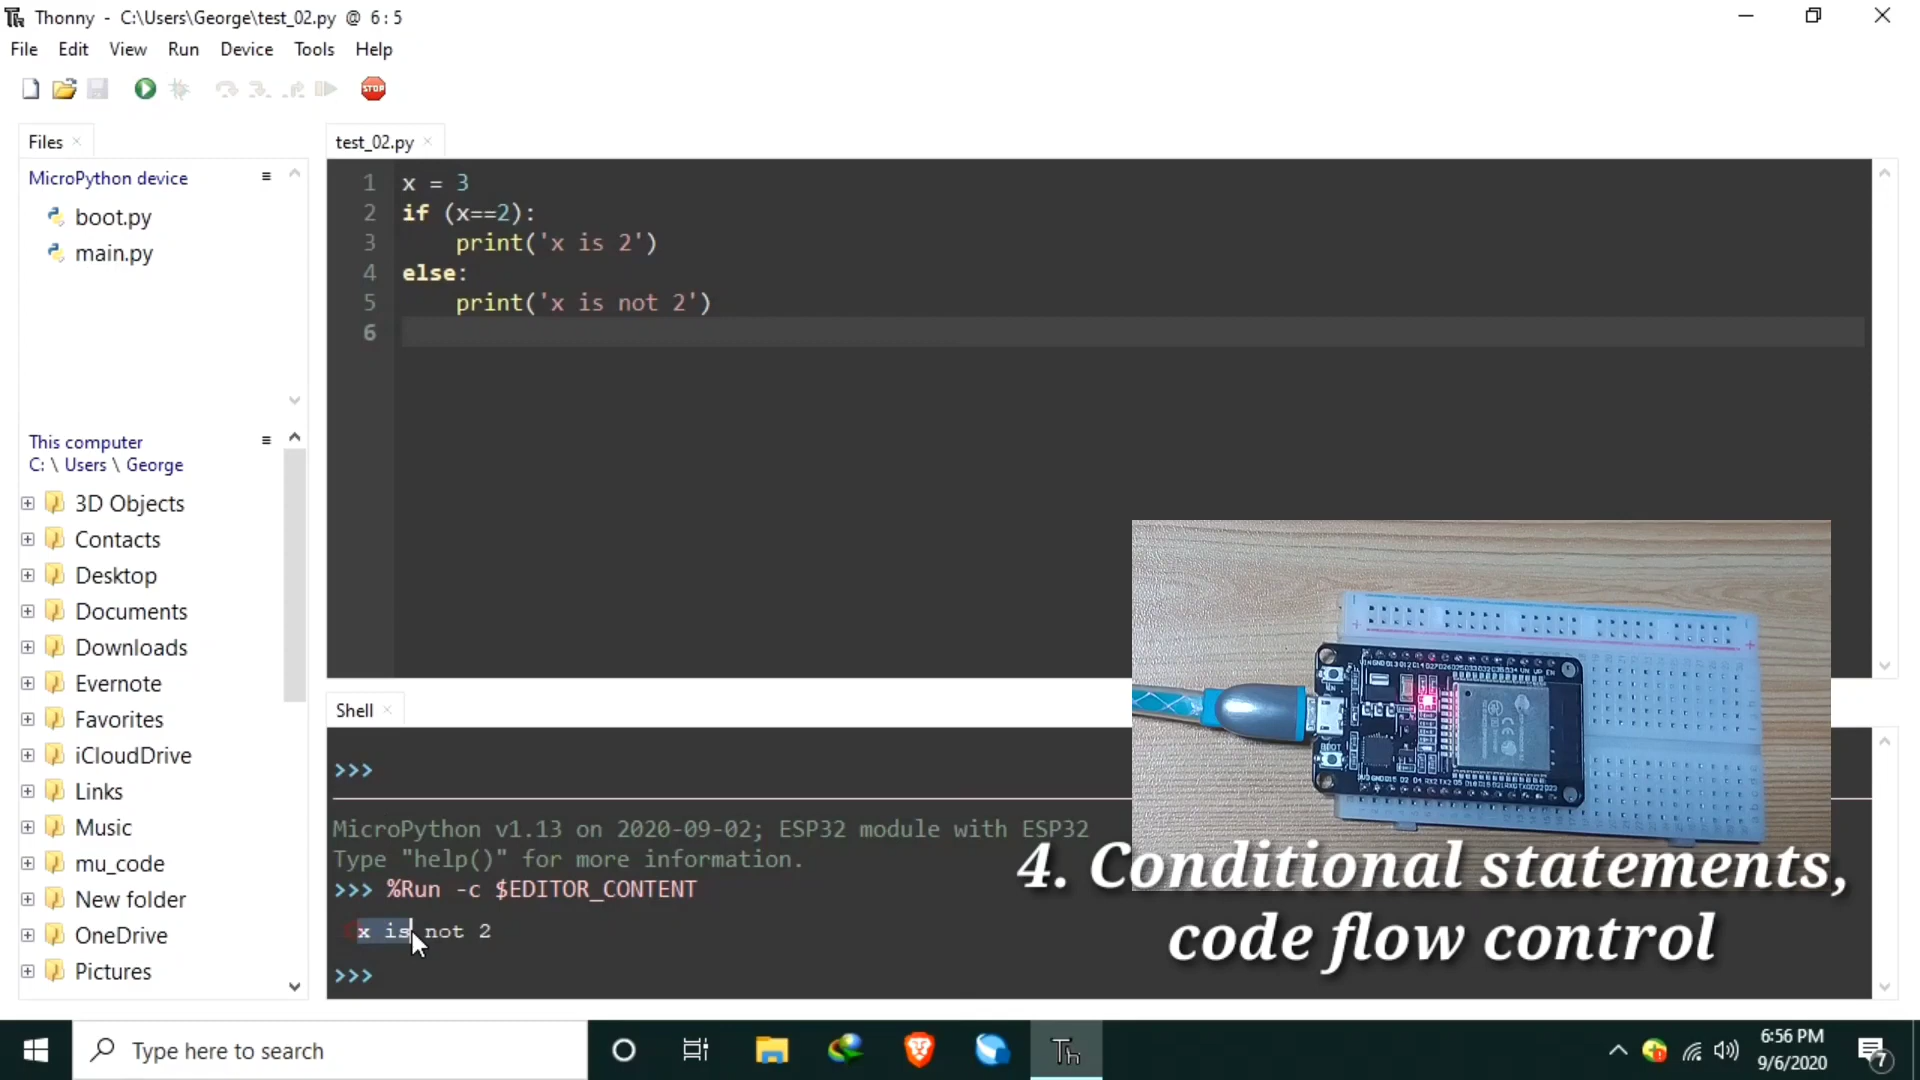 Thonny - C:\Users\George\test_02.py @ 6 : 5
File Edit View Run Device Tools Help
STOP
Files
MicroPython device
boot.py
main.py
This computer
C: \ Users \ George
3D Objects
Contacts
Desktop
Documents
Downloads
Evernote
Favorites
iCloudDrive
Links
Music
mu_code
New folder
OneDrive
Pictures
test_02.py
1 x = 3
2 if (x==2):
3 print('x is 2')
4 else:
5 print('x is not 2')
6
Shell
>>>
MicroPython v1.13 on 2020-09-02; ESP32 module with ESP32
Type "help()" for more information.
>>> %Run -c $EDITOR_CONTENT
x is not 2
>>>
BOOT
4. Conditional statements,
code flow control
Type here to search
Th
6:56 PM
9/6/2020
7